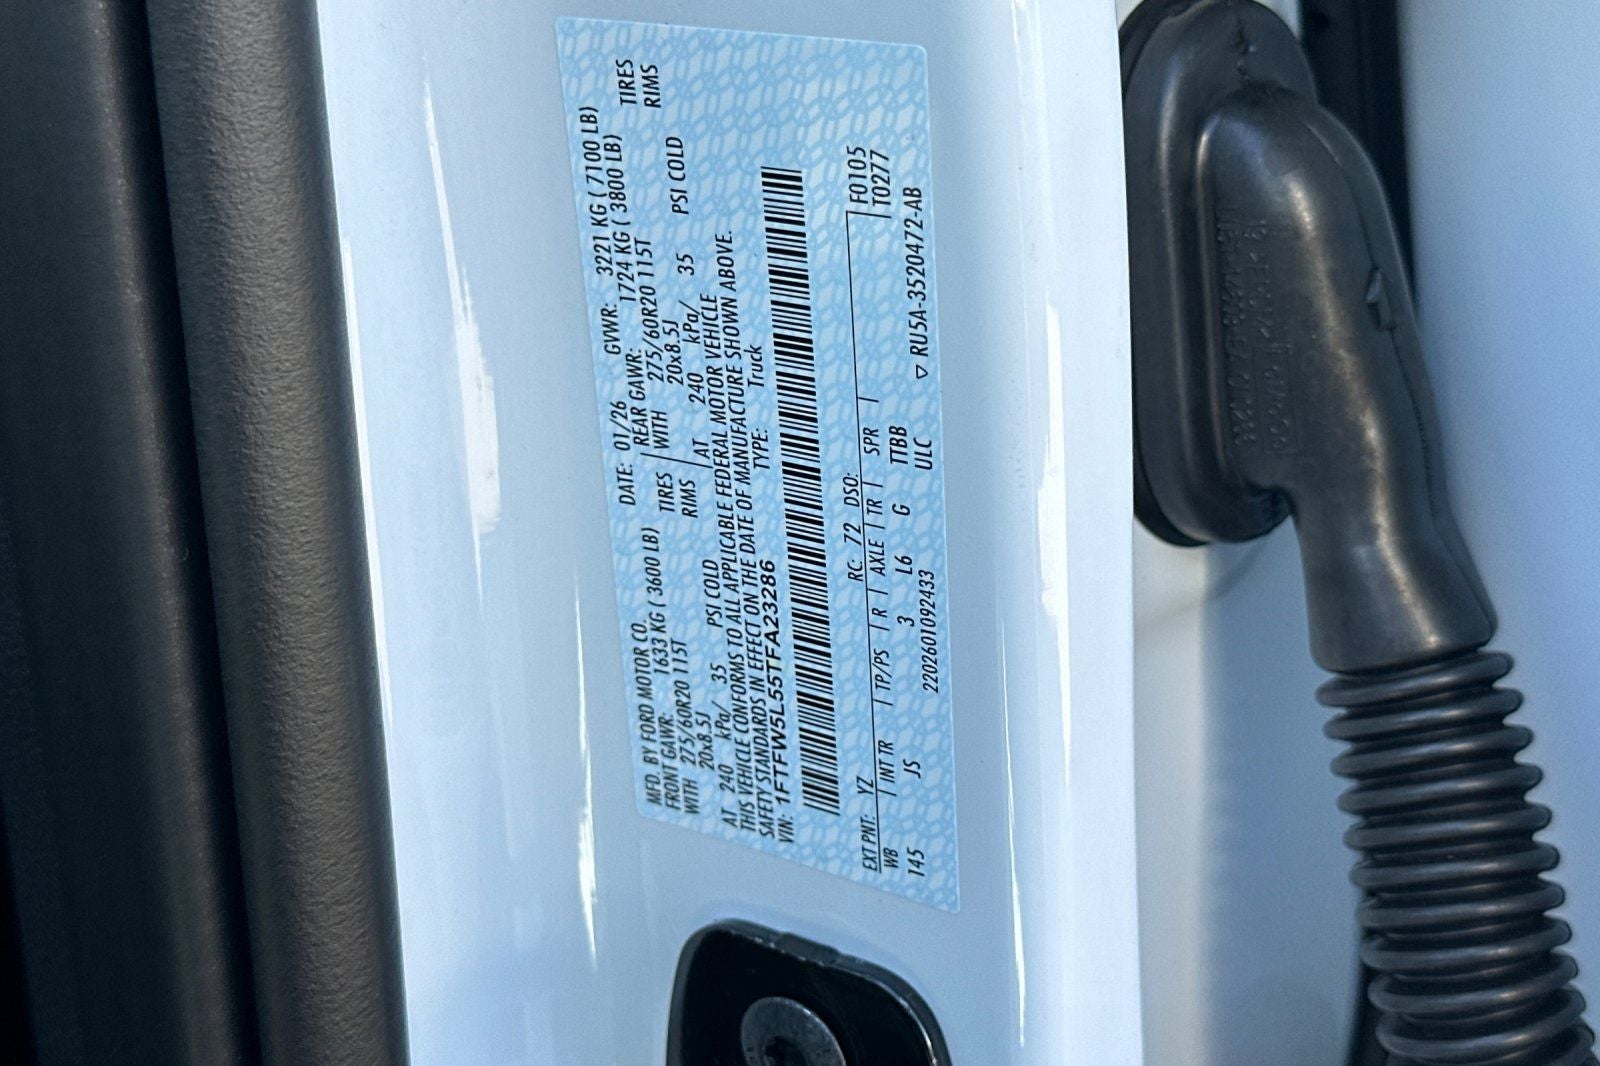 MFD. BY FORD MOTOR CO.
DATE: 01/26 GVWR: 3221 KG ( 7100 LB)
FRONT GAWR: 1633 KG ( 3600 LB) REAR GAWR: 1724 KG ( 3800 LB)
WITH 275/60R20 115T TIRES WITH 275/60R20 115T TIRES
20x8.5J RIMS 20x8.5J RIMS
AT 240 kPa/ 35 PSI COLD AT 240 kPa/ 35 PSI COLD
THIS VEHICLE CONFORMS TO ALL APPLICABLE FEDERAL MOTOR VEHICLE
SAFETY STANDARDS IN EFFECT ON THE DATE OF MANUFACTURE SHOWN ABOVE.
VIN: 1FTFW5L55TFA23286 TYPE: Truck
EXT PNT: YZ RC: 72 DSO: F0105
WB INT TR TP/PS R AXLE TR SPR T0277
145 JS 3 L6 G TTBB
2202601092433 ULC ▽ RU5A-3520472-AB